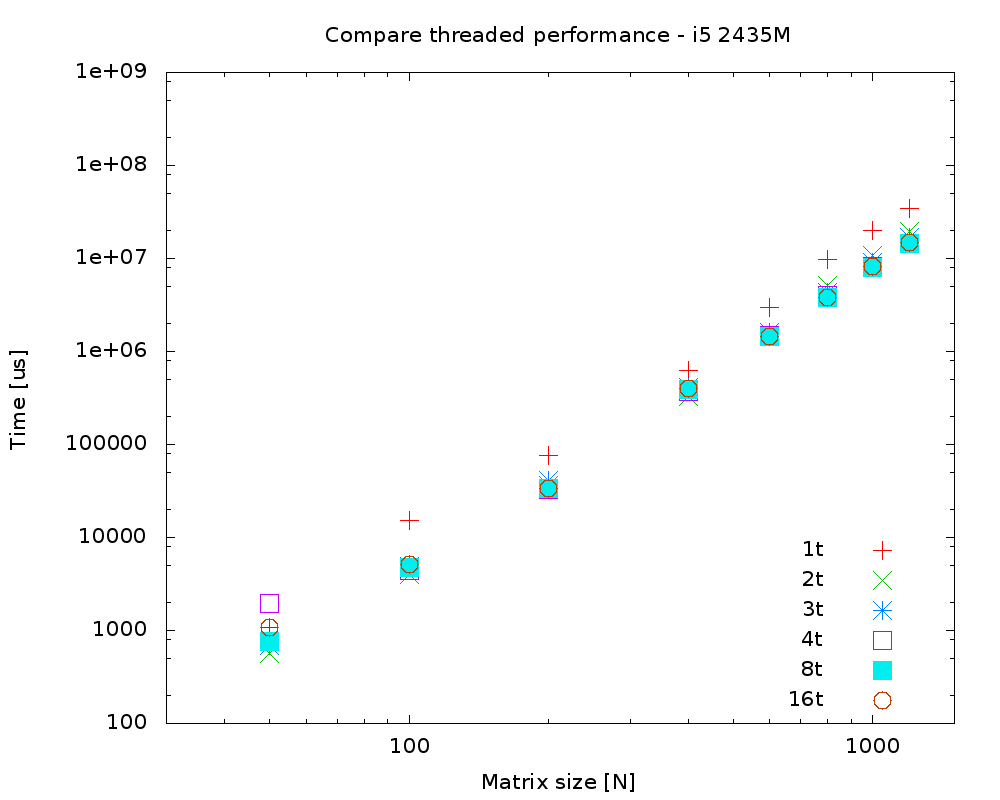 Compare threaded performance - i5 2435M
1e+09
1e+08
1e+07
1e+06
100000
10000
1000
100
Time [us]
1t
2t
3t
4t
8t
16t
100 1000
Matrix size [N]